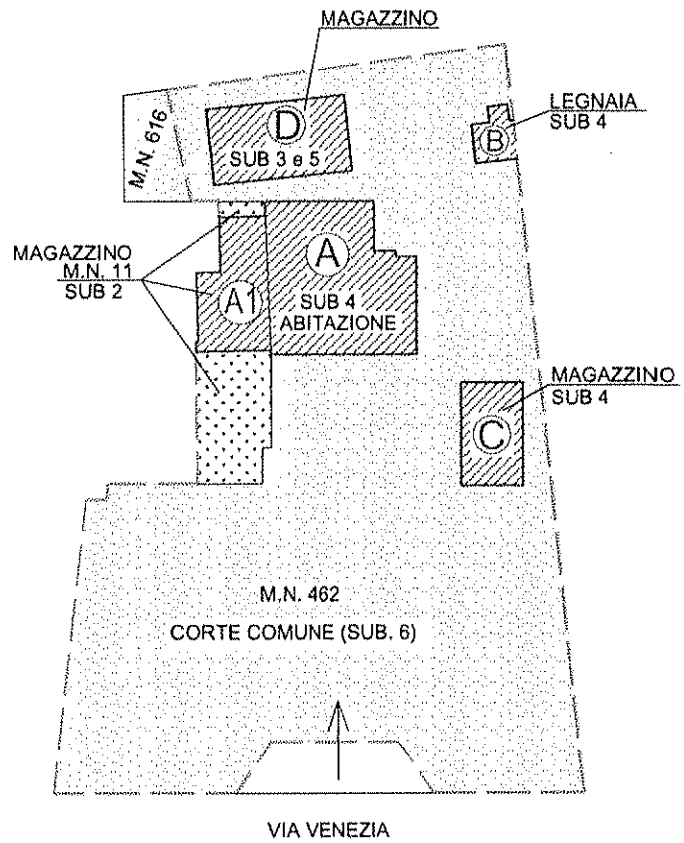 MAGAZZINO
M.N. 616
D
SUB 3 e 5
LEGNAIA
SUB 4
B
MAGAZZINO
M.N. 11
SUB 2
A
A1
SUB 4
ABITAZIONE
MAGAZZINO
SUB 4
C
M.N. 462
CORTE COMUNE (SUB. 6)
VIA VENEZIA